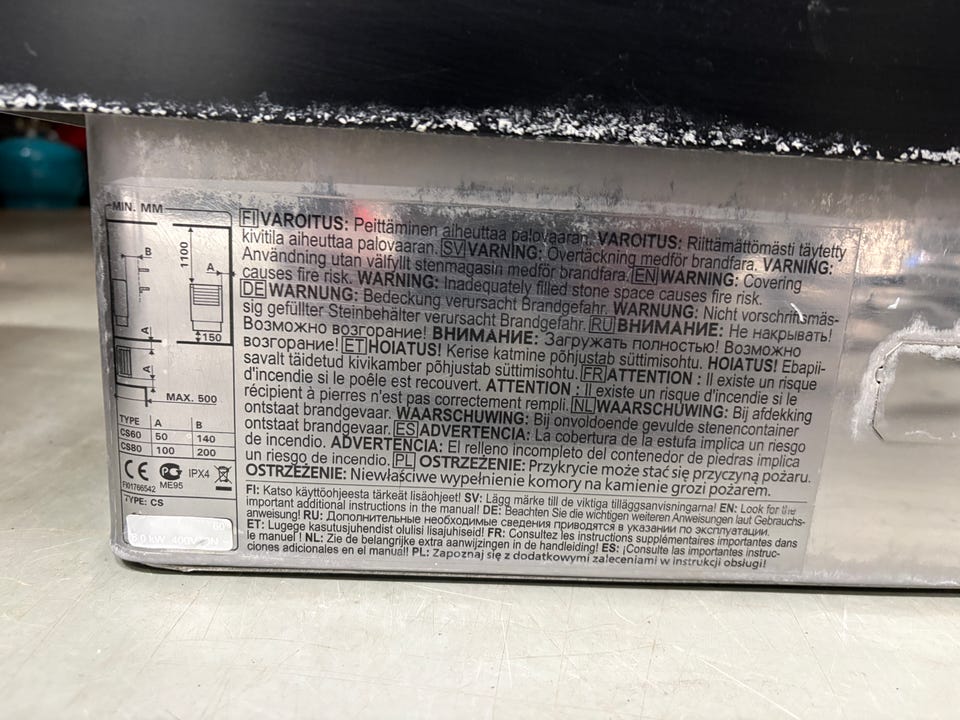 MIN. MM
B
1100
A
A
150
A
MAX. 500
TYPE A B
CS60 50 140
CS80 100 200
CE IPX4
FI01766542 ME95
TYPE: CS
60
8.0 kW 400V
FI VAROITUS: Peittäminen aiheuttaa palovaaran. VAROITUS: Riittämättömästi täytetty
kivitila aiheuttaa palovaaran. SV VARNING: Övertäckning medför brandfara. VARNING:
Användning utan välfyllt stenmagasin medför brandfara. EN WARNING: Covering
causes fire risk. WARNING: Inadequately filled stone space causes fire risk.
DE WARNUNG: Bedeckung verursacht Brandgefahr. WARNUNG: Nicht vorschriftsmäs-
sig gefüllter Steinbehälter verursacht Brandgefahr. RU ВНИМАНИЕ: Не накрывать!
Возможно возгорание! ВНИМАНИЕ: Загружать полностью! Возможно
возгорание! ET HOIATUS! Kerise katmine põhjustab süttimisohtu. HOIATUS! Ebapii-
savalt täidetud kivikamber põhjustab süttimisohtu. FR ATTENTION : Il existe un risque
d'incendie si le poêle est recouvert. ATTENTION : Il existe un risque d'incendie si le
récipient à pierres n'est pas correctement rempli. NL WAARSCHUWING: Bij afdekking
ontstaat brandgevaar. WAARSCHUWING: Bij onvoldoende gevulde stenencontainer
ontstaat brandgevaar. ES ADVERTENCIA: La cobertura de la estufa implica un riesgo
de incendio. ADVERTENCIA: El relleno incompleto del contenedor de piedras implica
un riesgo de incendio. PL OSTRZEŻENIE: Przykrycie może stać się przyczyną pożaru.
OSTRZEŻENIE: Niewłaściwe wypełnienie komory na kamienie grozi pożarem.
FI: Katso käyttöohjeesta tärkeät lisäohjeet! SV: Lägg märke till de viktiga tilläggsanvisningarna! EN: Look for the
important additional instructions in the manual! DE: Beachten Sie die wichtigen weiteren Anweisungen laut Gebrauchs-
anweisung! RU: Дополнительные необходимые сведения приводятся в указании по эксплуатации.
ET: Lugege kasutusjuhendist olulisi lisajuhiseid! FR: Consultez les instructions supplémentaires importantes dans
le manuel ! NL: Zie de belangrijke extra aanwijzingen in de handleiding! ES: ¡Consulte las importantes instruc-
ciones adicionales en el manual! PL: Zapoznaj się z dodatkowymi zaleceniami w instrukcji obsługi!